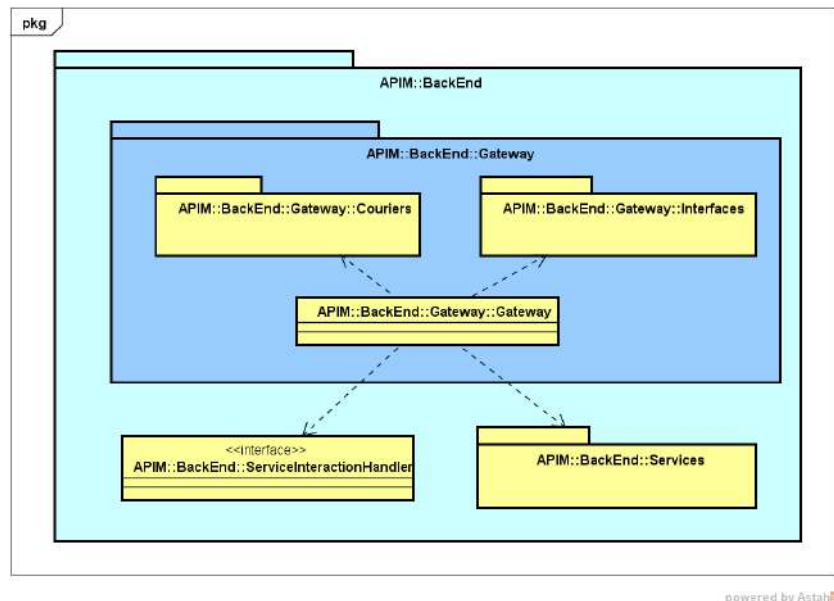 pkg
APIM::BackEnd
APIM::BackEnd::Gateway
APIM::BackEnd::Gateway::Couriers
APIM::BackEnd::Gateway::Interfaces
APIM::BackEnd::Gateway::Gateway
<<interface>>
APIM::BackEnd::ServiceInteractionHandler
APIM::BackEnd::Services
powered by Astah